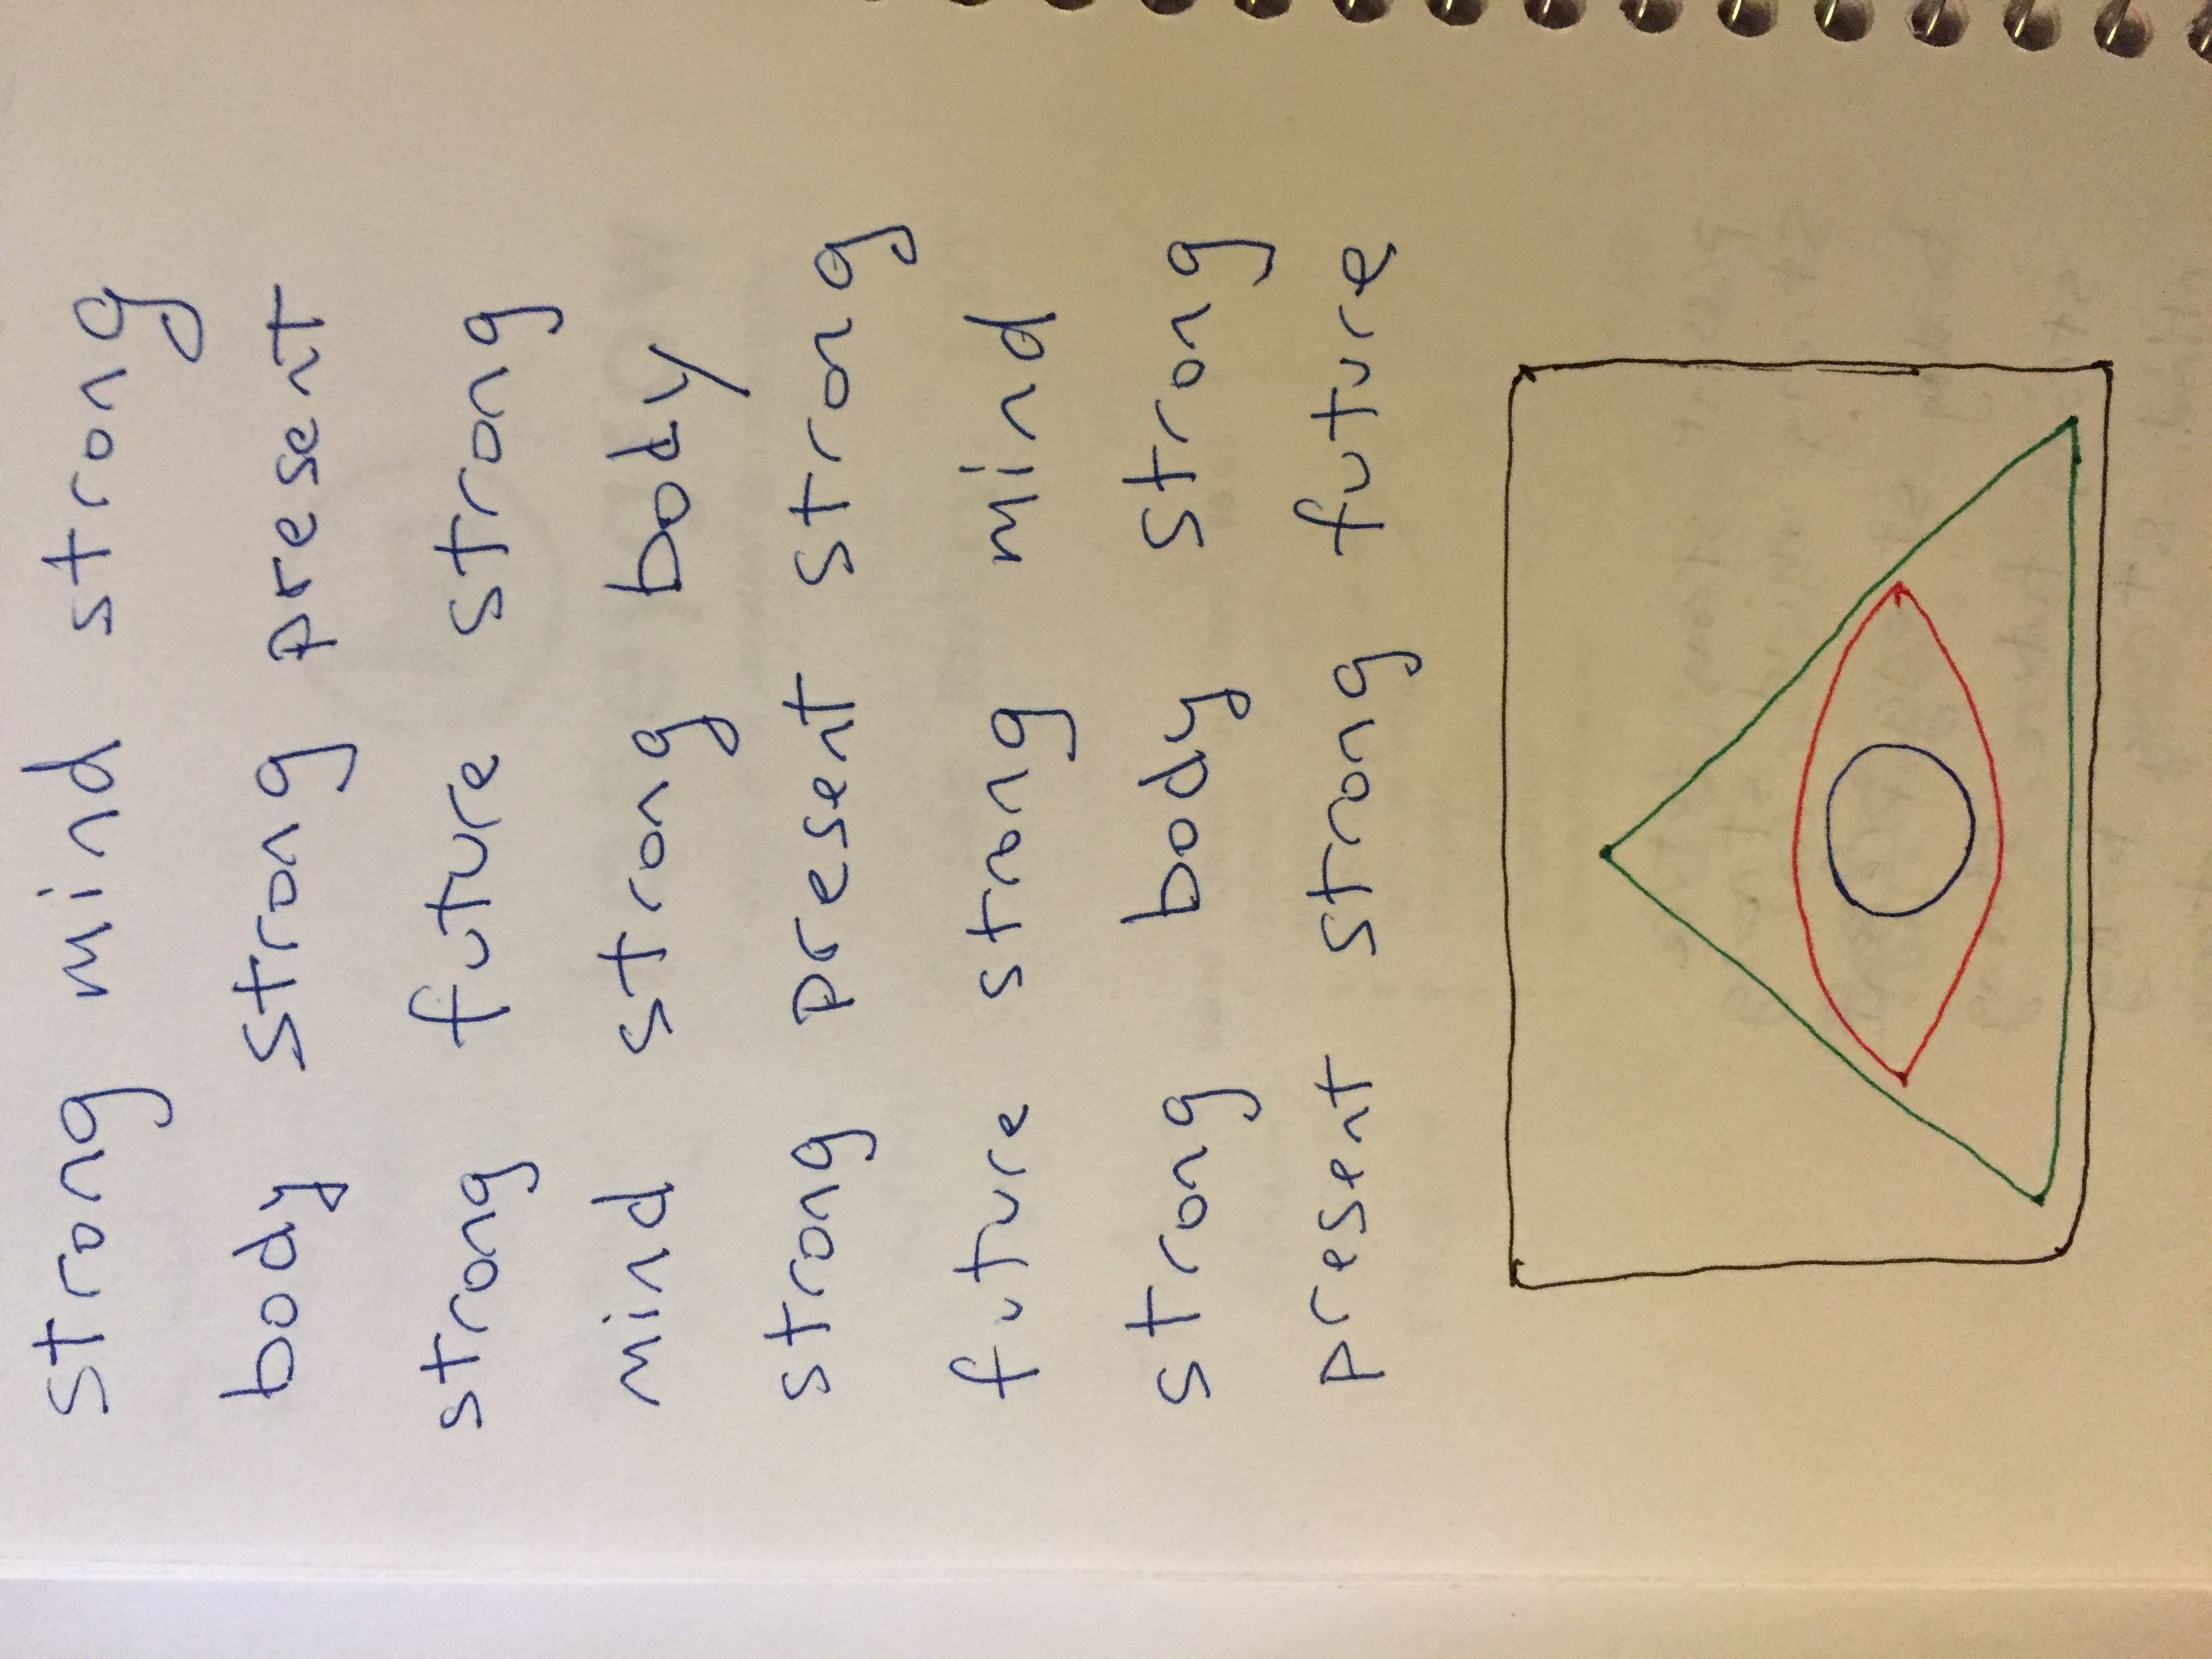 strong mind strong
body strong present
strong future strong
mind strong body
strong present strong
future strong mind
strong body strong
present strong future